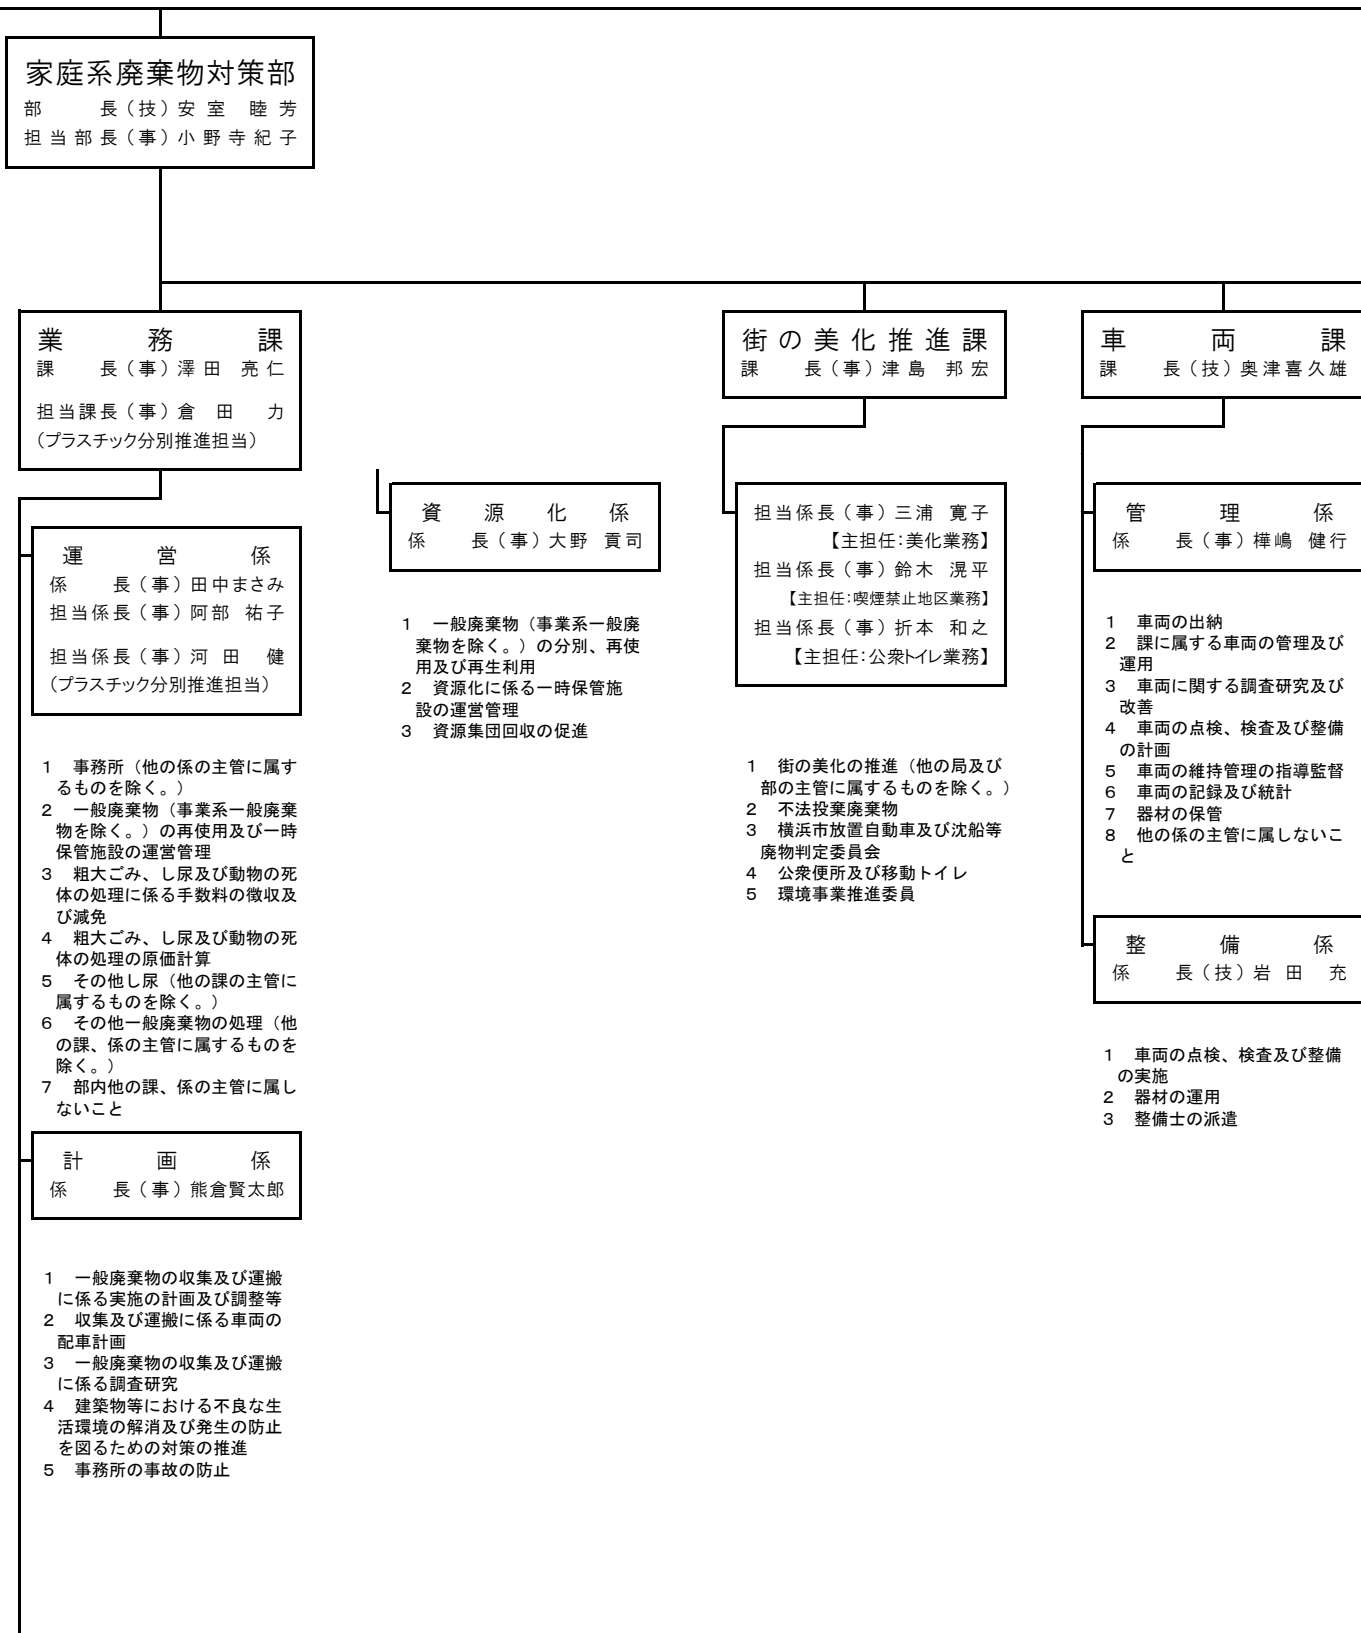 家庭系廃棄物対策部
部　　長（技）安室　睦芳
担当部長（事）小野寺紀子
業務課
課　　長（事）澤田　亮仁
担当課長（事）倉田　力
（プラスチック分別推進担当）
運営係
係　　長（事）田中まさみ
担当係長（事）阿部　祐子
担当係長（事）河田　健
（プラスチック分別推進担当）
1　事務所（他の係の主管に属す
るものを除く。）
2　一般廃棄物（事業系一般廃棄
物を除く。）の再使用及び一時
保管施設の運営管理
3　粗大ごみ、し尿及び動物の死
体の処理に係る手数料の徴収及
び減免
4　粗大ごみ、し尿及び動物の死
体の処理の原価計算
5　その他し尿（他の課の主管に
属するものを除く。）
6　その他一般廃棄物の処理（他
の課、係の主管に属するものを
除く。）
7　部内他の課、係の主管に属し
ないこと
計画係
係　　長（事）熊倉賢太郎
1　一般廃棄物の収集及び運搬
に係る実施の計画及び調整等
2　収集及び運搬に係る車両の
配車計画
3　一般廃棄物の収集及び運搬
に係る調査研究
4　建築物等における不良な生
活環境の解消及び発生の防止
を図るための対策の推進
5　事務所の事故の防止
資源化係
係　　長（事）大野　貢司
1　一般廃棄物（事業系一般廃
棄物を除く。）の分別、再使
用及び再生利用
2　資源化に係る一時保管施
設の運営管理
3　資源集団回収の促進
街の美化推進課
課　　長（事）津島　邦宏
担当係長（事）三浦　寛子
【主担任：美化業務】
担当係長（事）鈴木　滉平
【主担任：喫煙禁止地区業務】
担当係長（事）折本　和之
【主担任：公衆トイレ業務】
1　街の美化の推進（他の局及び
部の主管に属するものを除く。）
2　不法投棄廃棄物
3　横浜市放置自動車及び沈船等
廃物判定委員会
4　公衆便所及び移動トイレ
5　環境事業推進委員
車両課
課　　長（技）奥津喜久雄
管理係
係　　長（事）樺嶋　健行
1　車両の出納
2　課に属する車両の管理及び
運用
3　車両に関する調査研究及び
改善
4　車両の点検、検査及び整備
の計画
5　車両の維持管理の指導監督
6　車両の記録及び統計
7　器材の保管
8　他の係の主管に属しないこ
と
整備係
係　　長（技）岩田　充
1　車両の点検、検査及び整備
の実施
2　器材の運用
3　整備士の派遣